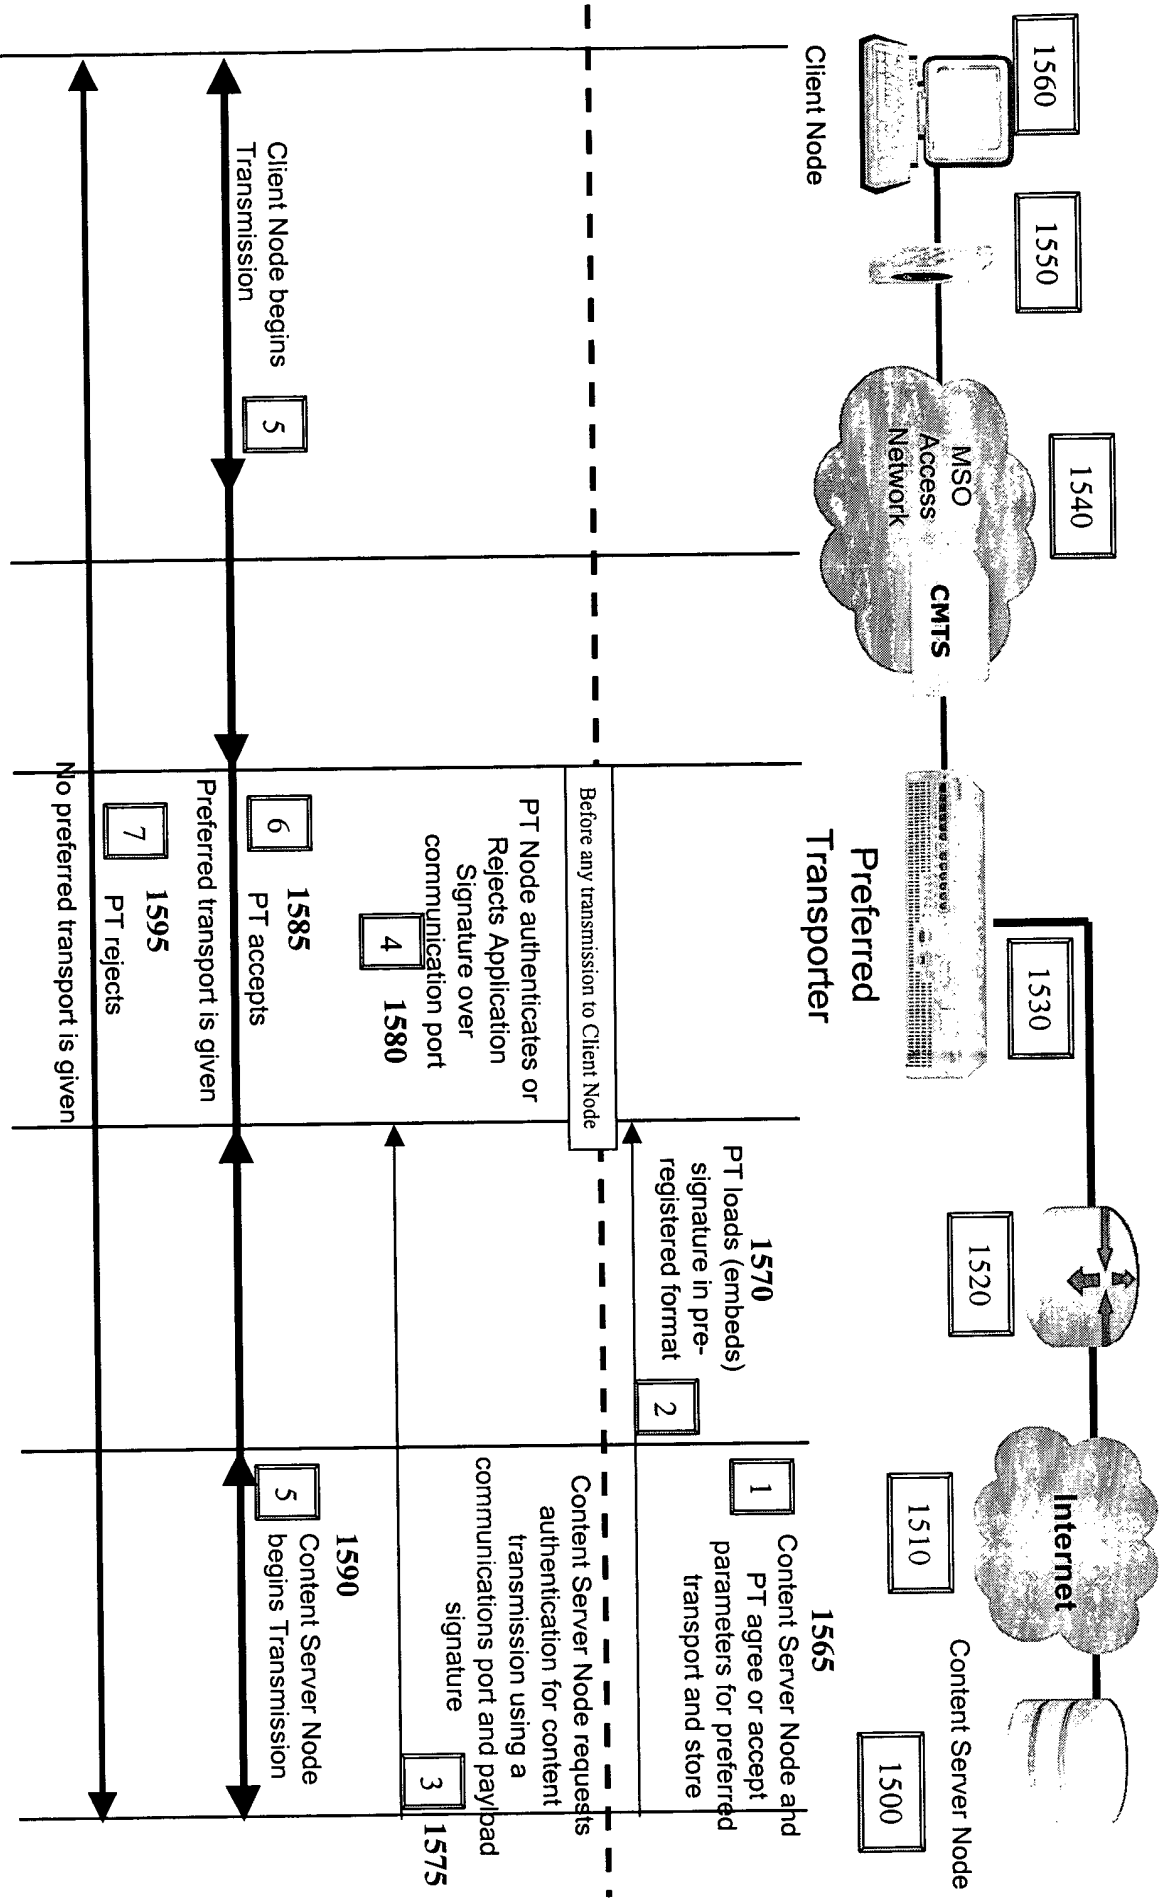 1560
1550
1540
1530
1520
1510
1500
Client Node
MSO
Access
Network
CMTS
Preferred
Transporter
Internet
Content Server Node
1565
1
Content Server Node and
PT agree or accept
parameters for preferred
transport and store
1570
PT loads (embeds)
signature in pre-
registered format
2
Before any transmission to Client Node
Content Server Node requests
authentication for content
transmission using a
communications port and payload
signature
3
1575
PT Node authenticates or
Rejects Application
Signature over
communication port
4
1580
Client Node begins
Transmission
5
1585
6
PT accepts
Preferred transport is given
1590
5
Content Server Node
begins Transmission
1595
7
PT rejects
No preferred transport is given